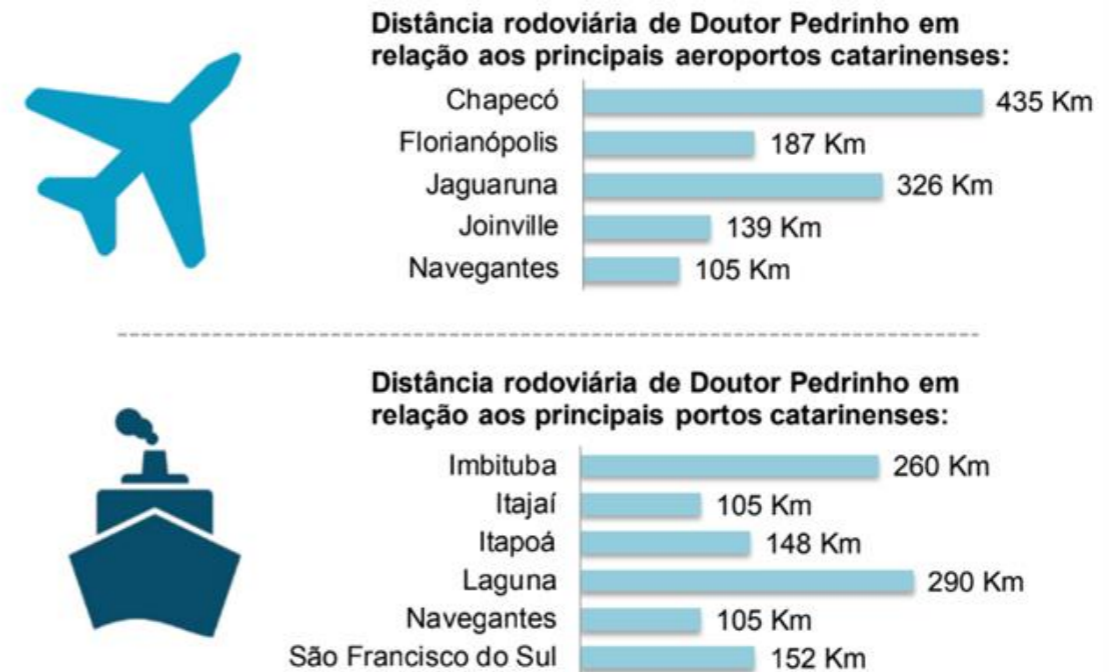 Distância rodoviária de Doutor Pedrinho em
relação aos principais aeroportos catarinenses:
Chapecó 435 Km
Florianópolis 187 Km
Jaguaruna 326 Km
Joinville 139 Km
Navegantes 105 Km
Distância rodoviária de Doutor Pedrinho em
relação aos principais portos catarinenses:
Imbituba 260 Km
Itajaí 105 Km
Itapoá 148 Km
Laguna 290 Km
Navegantes 105 Km
São Francisco do Sul 152 Km